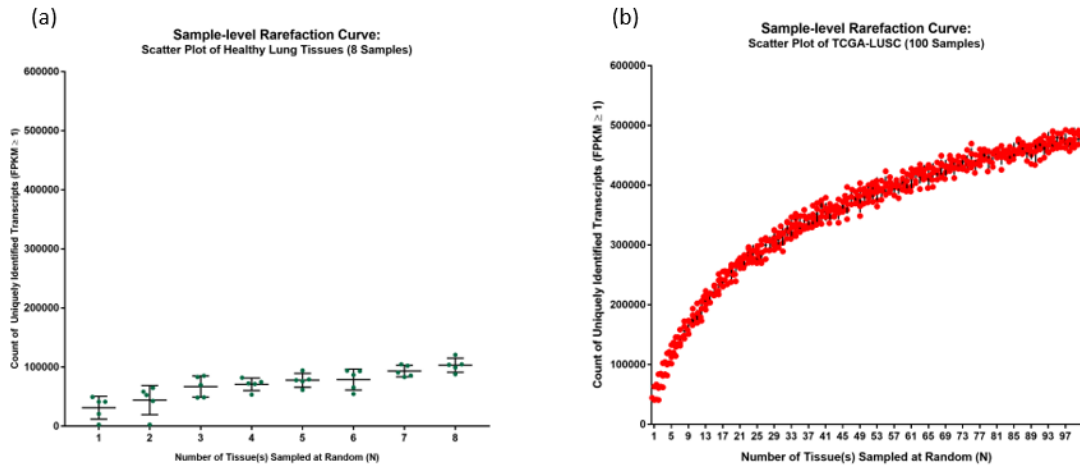 (a)
Sample-level Rarefaction Curve:
Scatter Plot of Healthy Lung Tissues (8 Samples)
Count of Uniquely Identified Transcripts (FPKM ≥ 1)
600000
500000
400000
300000
200000
100000
0
1 2 3 4 5 6 7 8
Number of Tissue(s) Sampled at Random (N)
(b)
Sample-level Rarefaction Curve:
Scatter Plot of TCGA-LUSC (100 Samples)
Count of Uniquely Identified Transcripts (FPKM ≥ 1)
600000
500000
400000
300000
200000
100000
0
1 5 9 13 17 21 25 29 33 37 41 45 49 53 57 61 65 69 73 77 81 85 89 93 97
Number of Tissue(s) Sampled at Random (N)